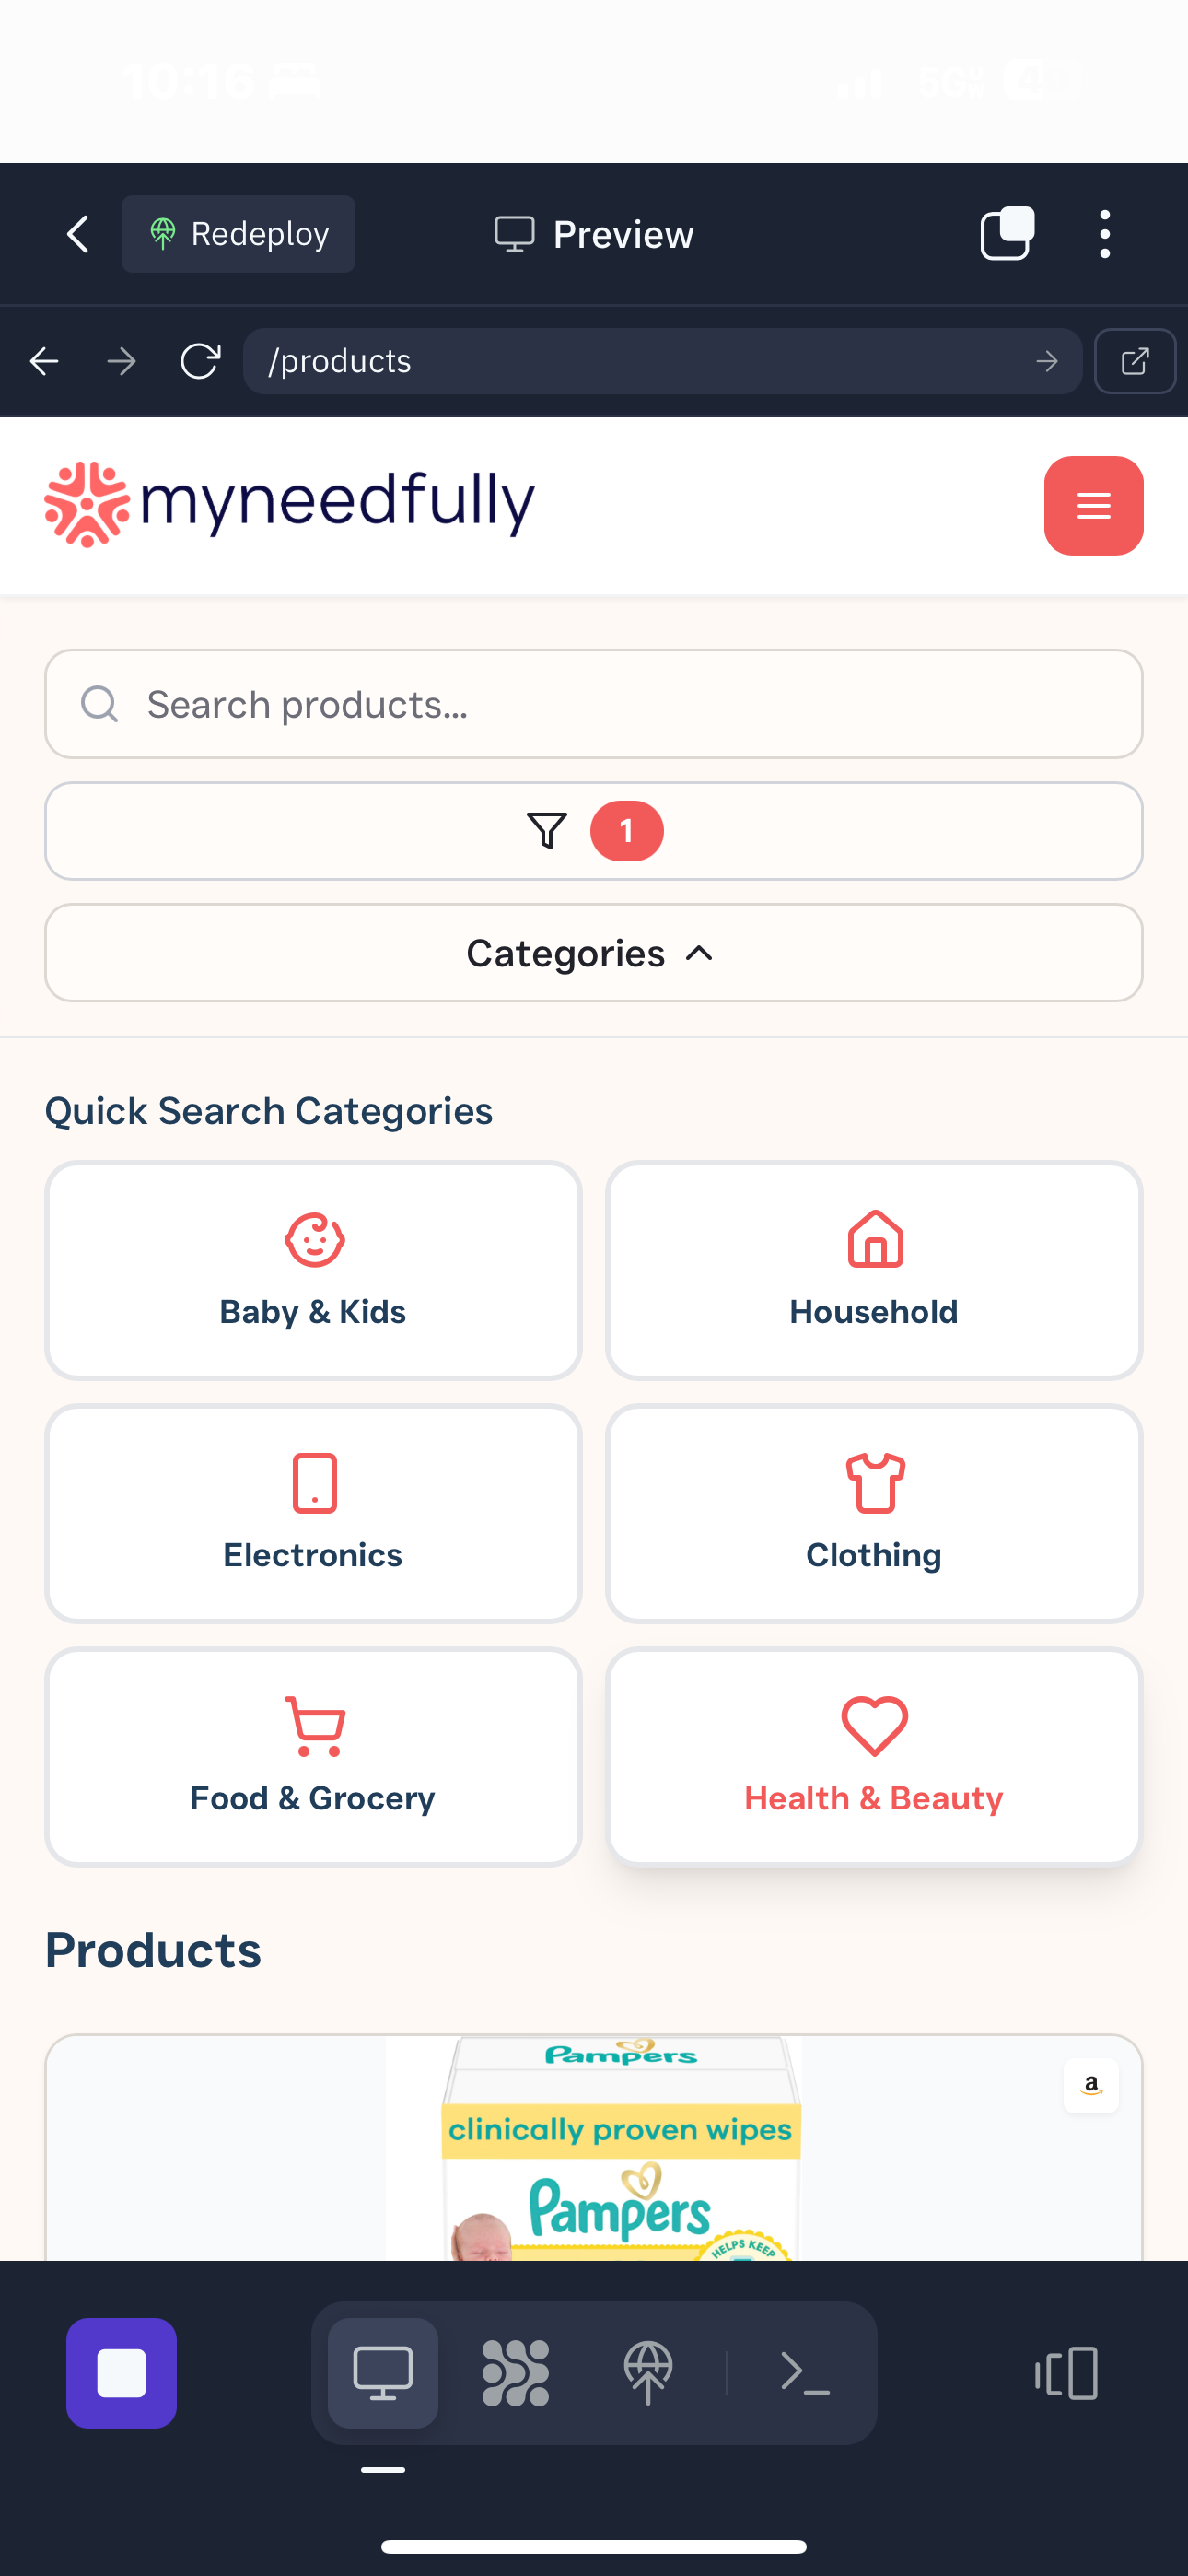 10:16
5G
Redeploy
Preview
/products
myneedfully
Search products...
1
Categories
Quick Search Categories
Baby & Kids
Household
Electronics
Clothing
Food & Grocery
Health & Beauty
Products
Pampers
a
clinically proven wipes
Pampers
HELPS KEEP